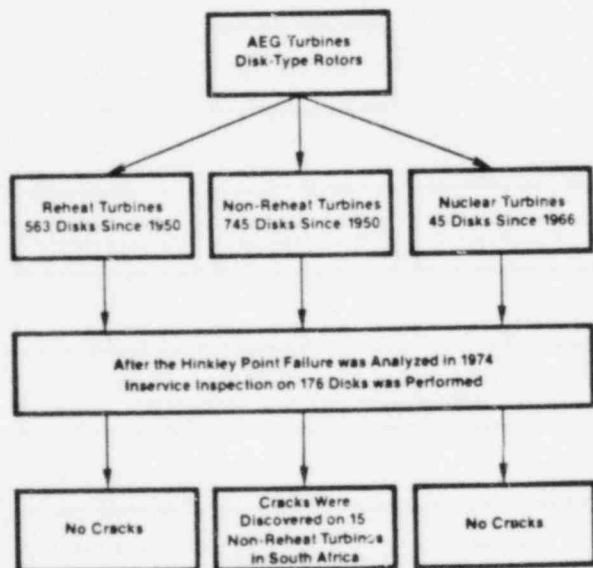 AEG Turbines
Disk-Type Rotors
Reheat Turbines
563 Disks Since 1950
Non-Reheat Turbines
745 Disks Since 1950
Nuclear Turbines
45 Disks Since 1966
After the Hinkley Point Failure was Analyzed in 1974
Inservice Inspection on 176 Disks was Performed
No Cracks
Cracks Were
Discovered on 15
Non-Reheat Turbines
in South Africa
No Cracks